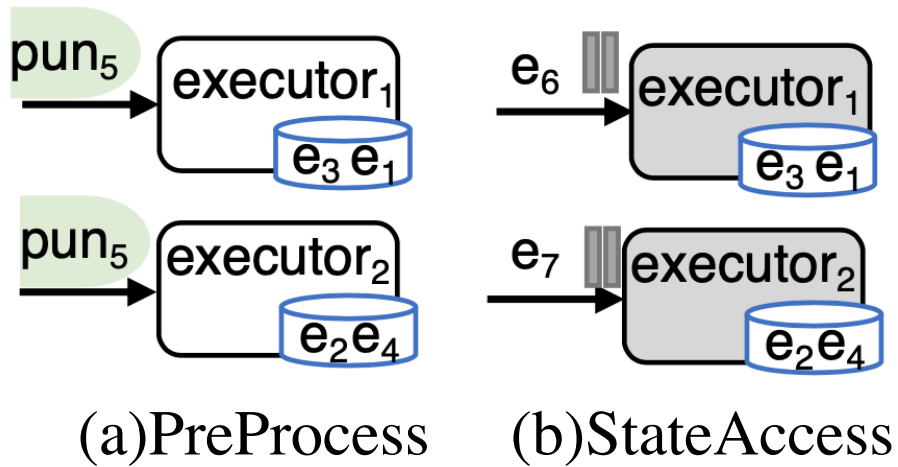 pun₅
executor₁
e₃ e₁
pun₅
executor₂
e₂e₄
(a)PreProcess
e₆
executor₁
e₃ e₁
e₇
executor₂
e₂e₄
(b)StateAccess